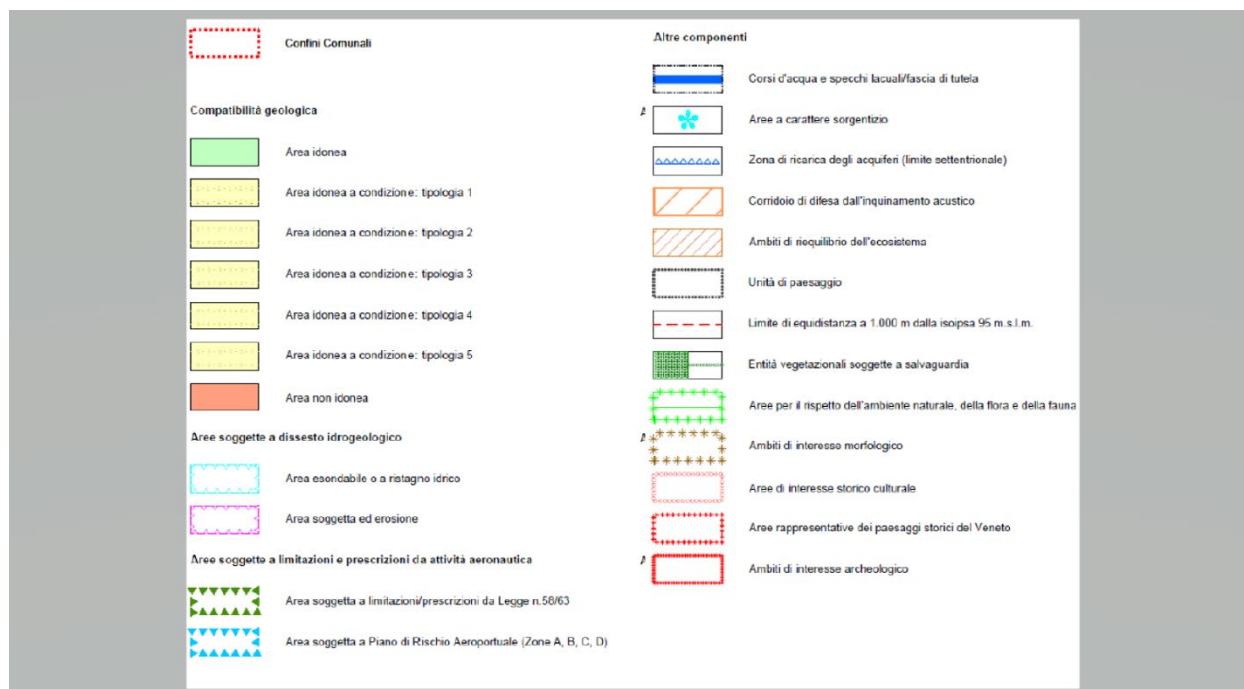 Confini Comunali
Compatibilità geologica
Area idonea
Area idonea a condizione: tipologia 1
Area idonea a condizione: tipologia 2
Area idonea a condizione: tipologia 3
Area idonea a condizione: tipologia 4
Area idonea a condizione: tipologia 5
Area non idonea
Aree soggette a dissesto idrogeologico
Area esondabile o a ristagno idrico
Area soggetta ed erosione
Aree soggette a limitazioni e prescrizioni da attività aeronautica
Area soggetta a limitazioni/prescrizioni da Legge n.58/63
Area soggetta a Piano di Rischio Aeroportuale (Zone A, B, C, D)
Altre componenti
Corsi d'acqua e specchi lacuali/fascia di tutela
Aree a carattere sorgentizio
Zona di ricarica degli acquiferi (limite settentrionale)
Corridoio di difesa dall'inquinamento acustico
Ambiti di riequilibrio dell'ecosistema
Unità di paesaggio
Limite di equidistanza a 1.000 m dalla isoipsa 95 m.s.l.m.
Entità vegetazionali soggette a salvaguardia
Aree per il rispetto dell'ambiente naturale, della flora e della fauna
Ambiti di interesse morfologico
Aree di interesse storico culturale
Aree rappresentative dei paesaggi storici del Veneto
Ambiti di interesse archeologico